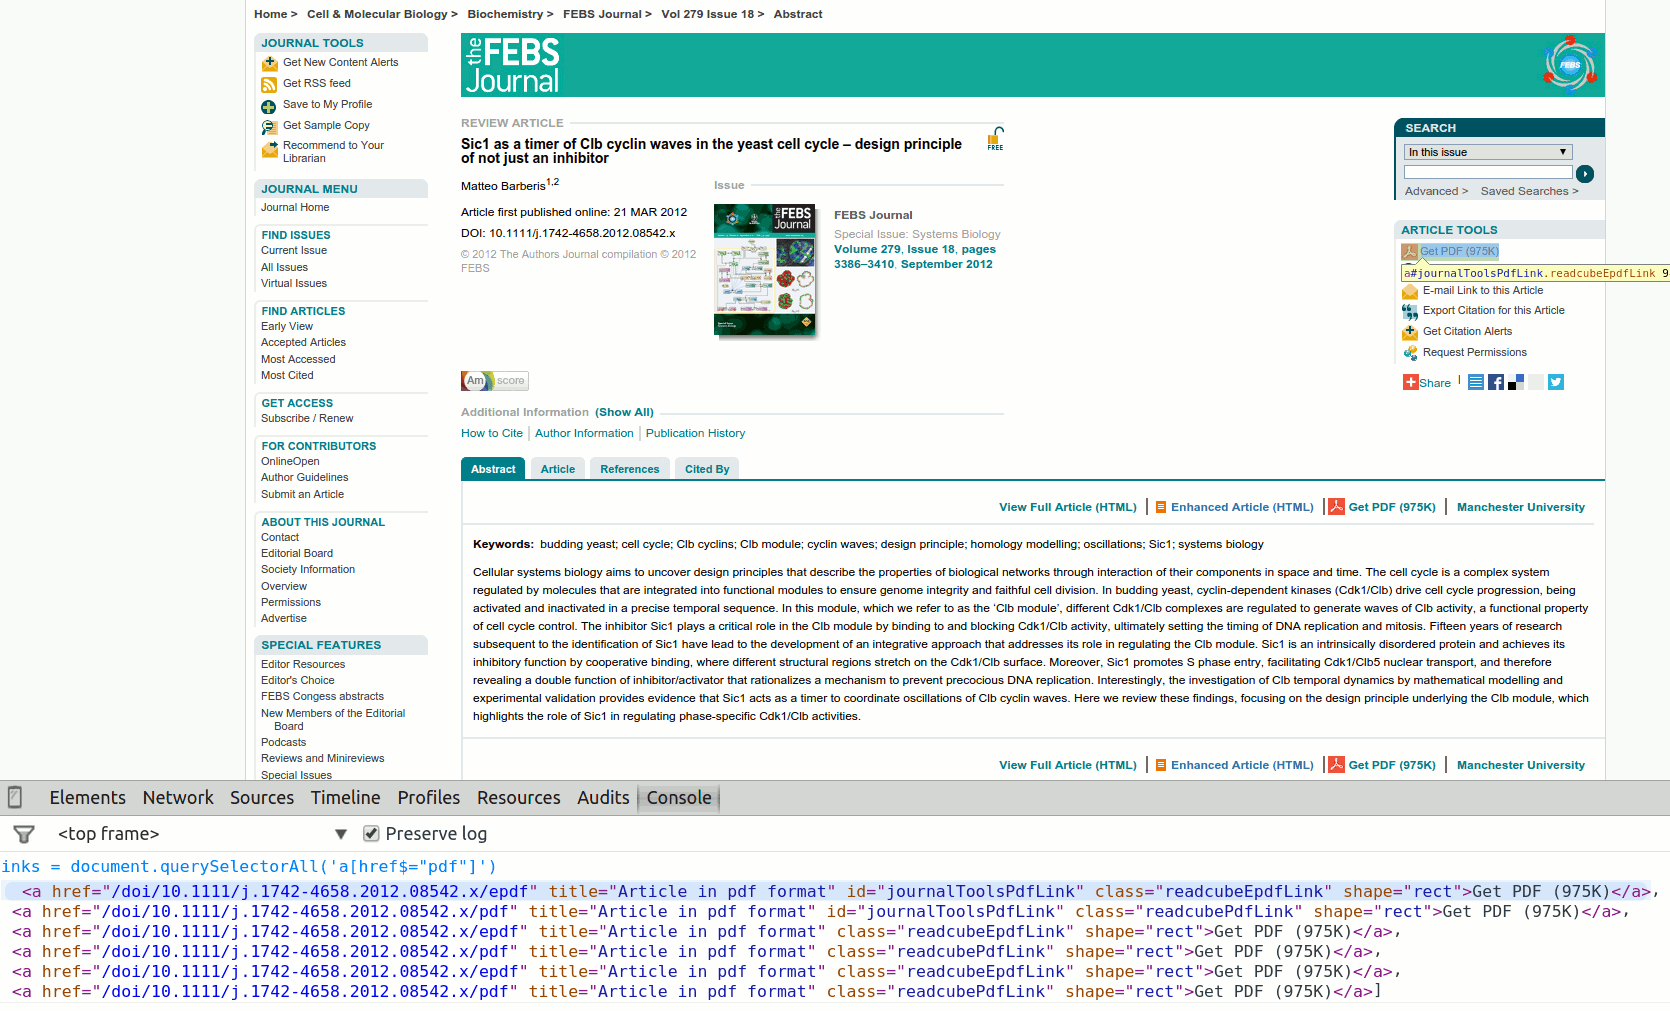 Home > Cell & Molecular Biology > Biochemistry > FEBS Journal > Vol 279 Issue 18 > Abstract
JOURNAL TOOLS
Get New Content Alerts
Get RSS feed
Save to My Profile
Get Sample Copy
Recommend to Your
Librarian
JOURNAL MENU
Journal Home
FIND ISSUES
Current Issue
All Issues
Virtual Issues
FIND ARTICLES
Early View
Accepted Articles
Most Accessed
Most Cited
GET ACCESS
Subscribe / Renew
FOR CONTRIBUTORS
OnlineOpen
Author Guidelines
Submit an Article
ABOUT THIS JOURNAL
Contact
Editorial Board
Society Information
Overview
Permissions
Advertise
SPECIAL FEATURES
Editor Resources
Editor's Choice
FEBS Congess abstracts
New Members of the Editorial
Board
Podcasts
Reviews and Minireviews
Special Issues
the FEBS
Journal
FEBS
REVIEW ARTICLE
Sic1 as a timer of Clb cyclin waves in the yeast cell cycle – design principle
of not just an inhibitor
FREE
Matteo Barberis1,2
Article first published online: 21 MAR 2012
DOI: 10.1111/j.1742-4658.2012.08542.x
© 2012 The Authors Journal compilation © 2012
FEBS
Issue
the FEBS
Journal
FEBS Journal
Special Issue: Systems Biology
Volume 279, Issue 18, pages
3386–3410, September 2012
Am score
Additional Information (Show All)
How to Cite | Author Information | Publication History
Abstract Article References Cited By
View Full Article (HTML) | Enhanced Article (HTML) | Get PDF (975K) | Manchester University
Keywords: budding yeast; cell cycle; Clb cyclins; Clb module; cyclin waves; design principle; homology modelling; oscillations; Sic1; systems biology
Cellular systems biology aims to uncover design principles that describe the properties of biological networks through interaction of their components in space and time. The cell cycle is a complex system
regulated by molecules that are integrated into functional modules to ensure genome integrity and faithful cell division. In budding yeast, cyclin-dependent kinases (Cdk1/Clb) drive cell cycle progression, being
activated and inactivated in a precise temporal sequence. In this module, which we refer to as the ‘Clb module’, different Cdk1/Clb complexes are regulated to generate waves of Clb activity, a functional property
of cell cycle control. The inhibitor Sic1 plays a critical role in the Clb module by binding to and blocking Cdk1/Clb activity, ultimately setting the timing of DNA replication and mitosis. Fifteen years of research
subsequent to the identification of Sic1 have lead to the development of an integrative approach that addresses its role in regulating the Clb module. Sic1 is an intrinsically disordered protein and achieves its
inhibitory function by cooperative binding, where different structural regions stretch on the Cdk1/Clb surface. Moreover, Sic1 promotes S phase entry, facilitating Cdk1/Clb5 nuclear transport, and therefore
revealing a double function of inhibitor/activator that rationalizes a mechanism to prevent precocious DNA replication. Interestingly, the investigation of Clb temporal dynamics by mathematical modelling and
experimental validation provides evidence that Sic1 acts as a timer to coordinate oscillations of Clb cyclin waves. Here we review these findings, focusing on the design principle underlying the Clb module, which
highlights the role of Sic1 in regulating phase-specific Cdk1/Clb activities.
View Full Article (HTML) | Enhanced Article (HTML) | Get PDF (975K) | Manchester University
SEARCH
In this issue
Advanced > Saved Searches >
ARTICLE TOOLS
Get PDF (975K)
a#journalToolsPdfLink.readcubeEpdfLink 9
E-mail Link to this Article
Export Citation for this Article
Get Citation Alerts
Request Permissions
Share
Elements Network Sources Timeline Profiles Resources Audits Console
<top frame> Preserve log
inks = document.querySelectorAll('a[href$="pdf"]')
<a href="/doi/10.1111/j.1742-4658.2012.08542.x/epdf" title="Article in pdf format" id="journalToolsPdfLink" class="readcubeEpdfLink" shape="rect">Get PDF (975K)</a>,
<a href="/doi/10.1111/j.1742-4658.2012.08542.x/pdf" title="Article in pdf format" id="journalToolsPdfLink" class="readcubePdfLink" shape="rect">Get PDF (975K)</a>,
<a href="/doi/10.1111/j.1742-4658.2012.08542.x/epdf" title="Article in pdf format" class="readcubeEpdfLink" shape="rect">Get PDF (975K)</a>,
<a href="/doi/10.1111/j.1742-4658.2012.08542.x/pdf" title="Article in pdf format" class="readcubePdfLink" shape="rect">Get PDF (975K)</a>,
<a href="/doi/10.1111/j.1742-4658.2012.08542.x/epdf" title="Article in pdf format" class="readcubeEpdfLink" shape="rect">Get PDF (975K)</a>,
<a href="/doi/10.1111/j.1742-4658.2012.08542.x/pdf" title="Article in pdf format" class="readcubePdfLink" shape="rect">Get PDF (975K)</a>]